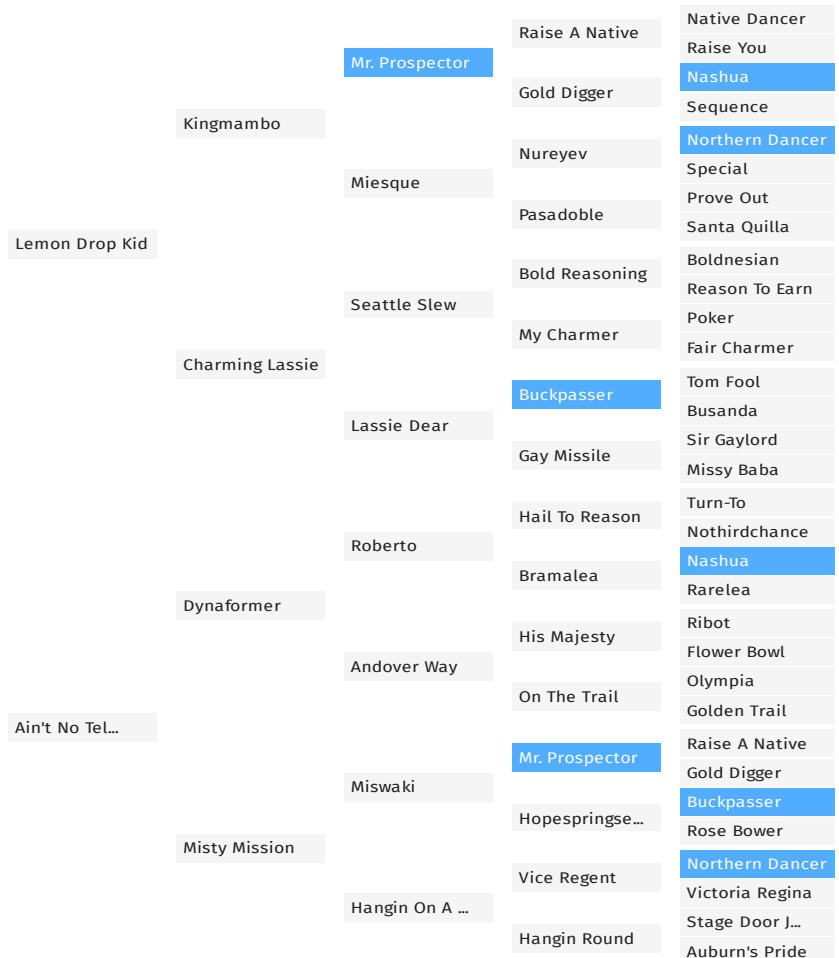 Lemon Drop Kid
Ain't No Tel...
Kingmambo
Charming Lassie
Dynaformer
Misty Mission
Mr. Prospector
Miesque
Seattle Slew
Lassie Dear
Roberto
Andover Way
Miswaki
Hangin On A ...
Raise A Native
Gold Digger
Nureyev
Pasadoble
Bold Reasoning
My Charmer
Buckpasser
Gay Missile
Hail To Reason
Bramalea
His Majesty
On The Trail
Mr. Prospector
Hopespringse...
Vice Regent
Hangin Round
Native Dancer
Raise You
Nashua
Sequence
Northern Dancer
Special
Prove Out
Santa Quilla
Boldnesian
Reason To Earn
Poker
Fair Charmer
Tom Fool
Busanda
Sir Gaylord
Missy Baba
Turn-To
Nothirdchance
Nashua
Rarelea
Ribot
Flower Bowl
Olympia
Golden Trail
Raise A Native
Gold Digger
Buckpasser
Rose Bower
Northern Dancer
Victoria Regina
Stage Door J...
Auburn's Pride